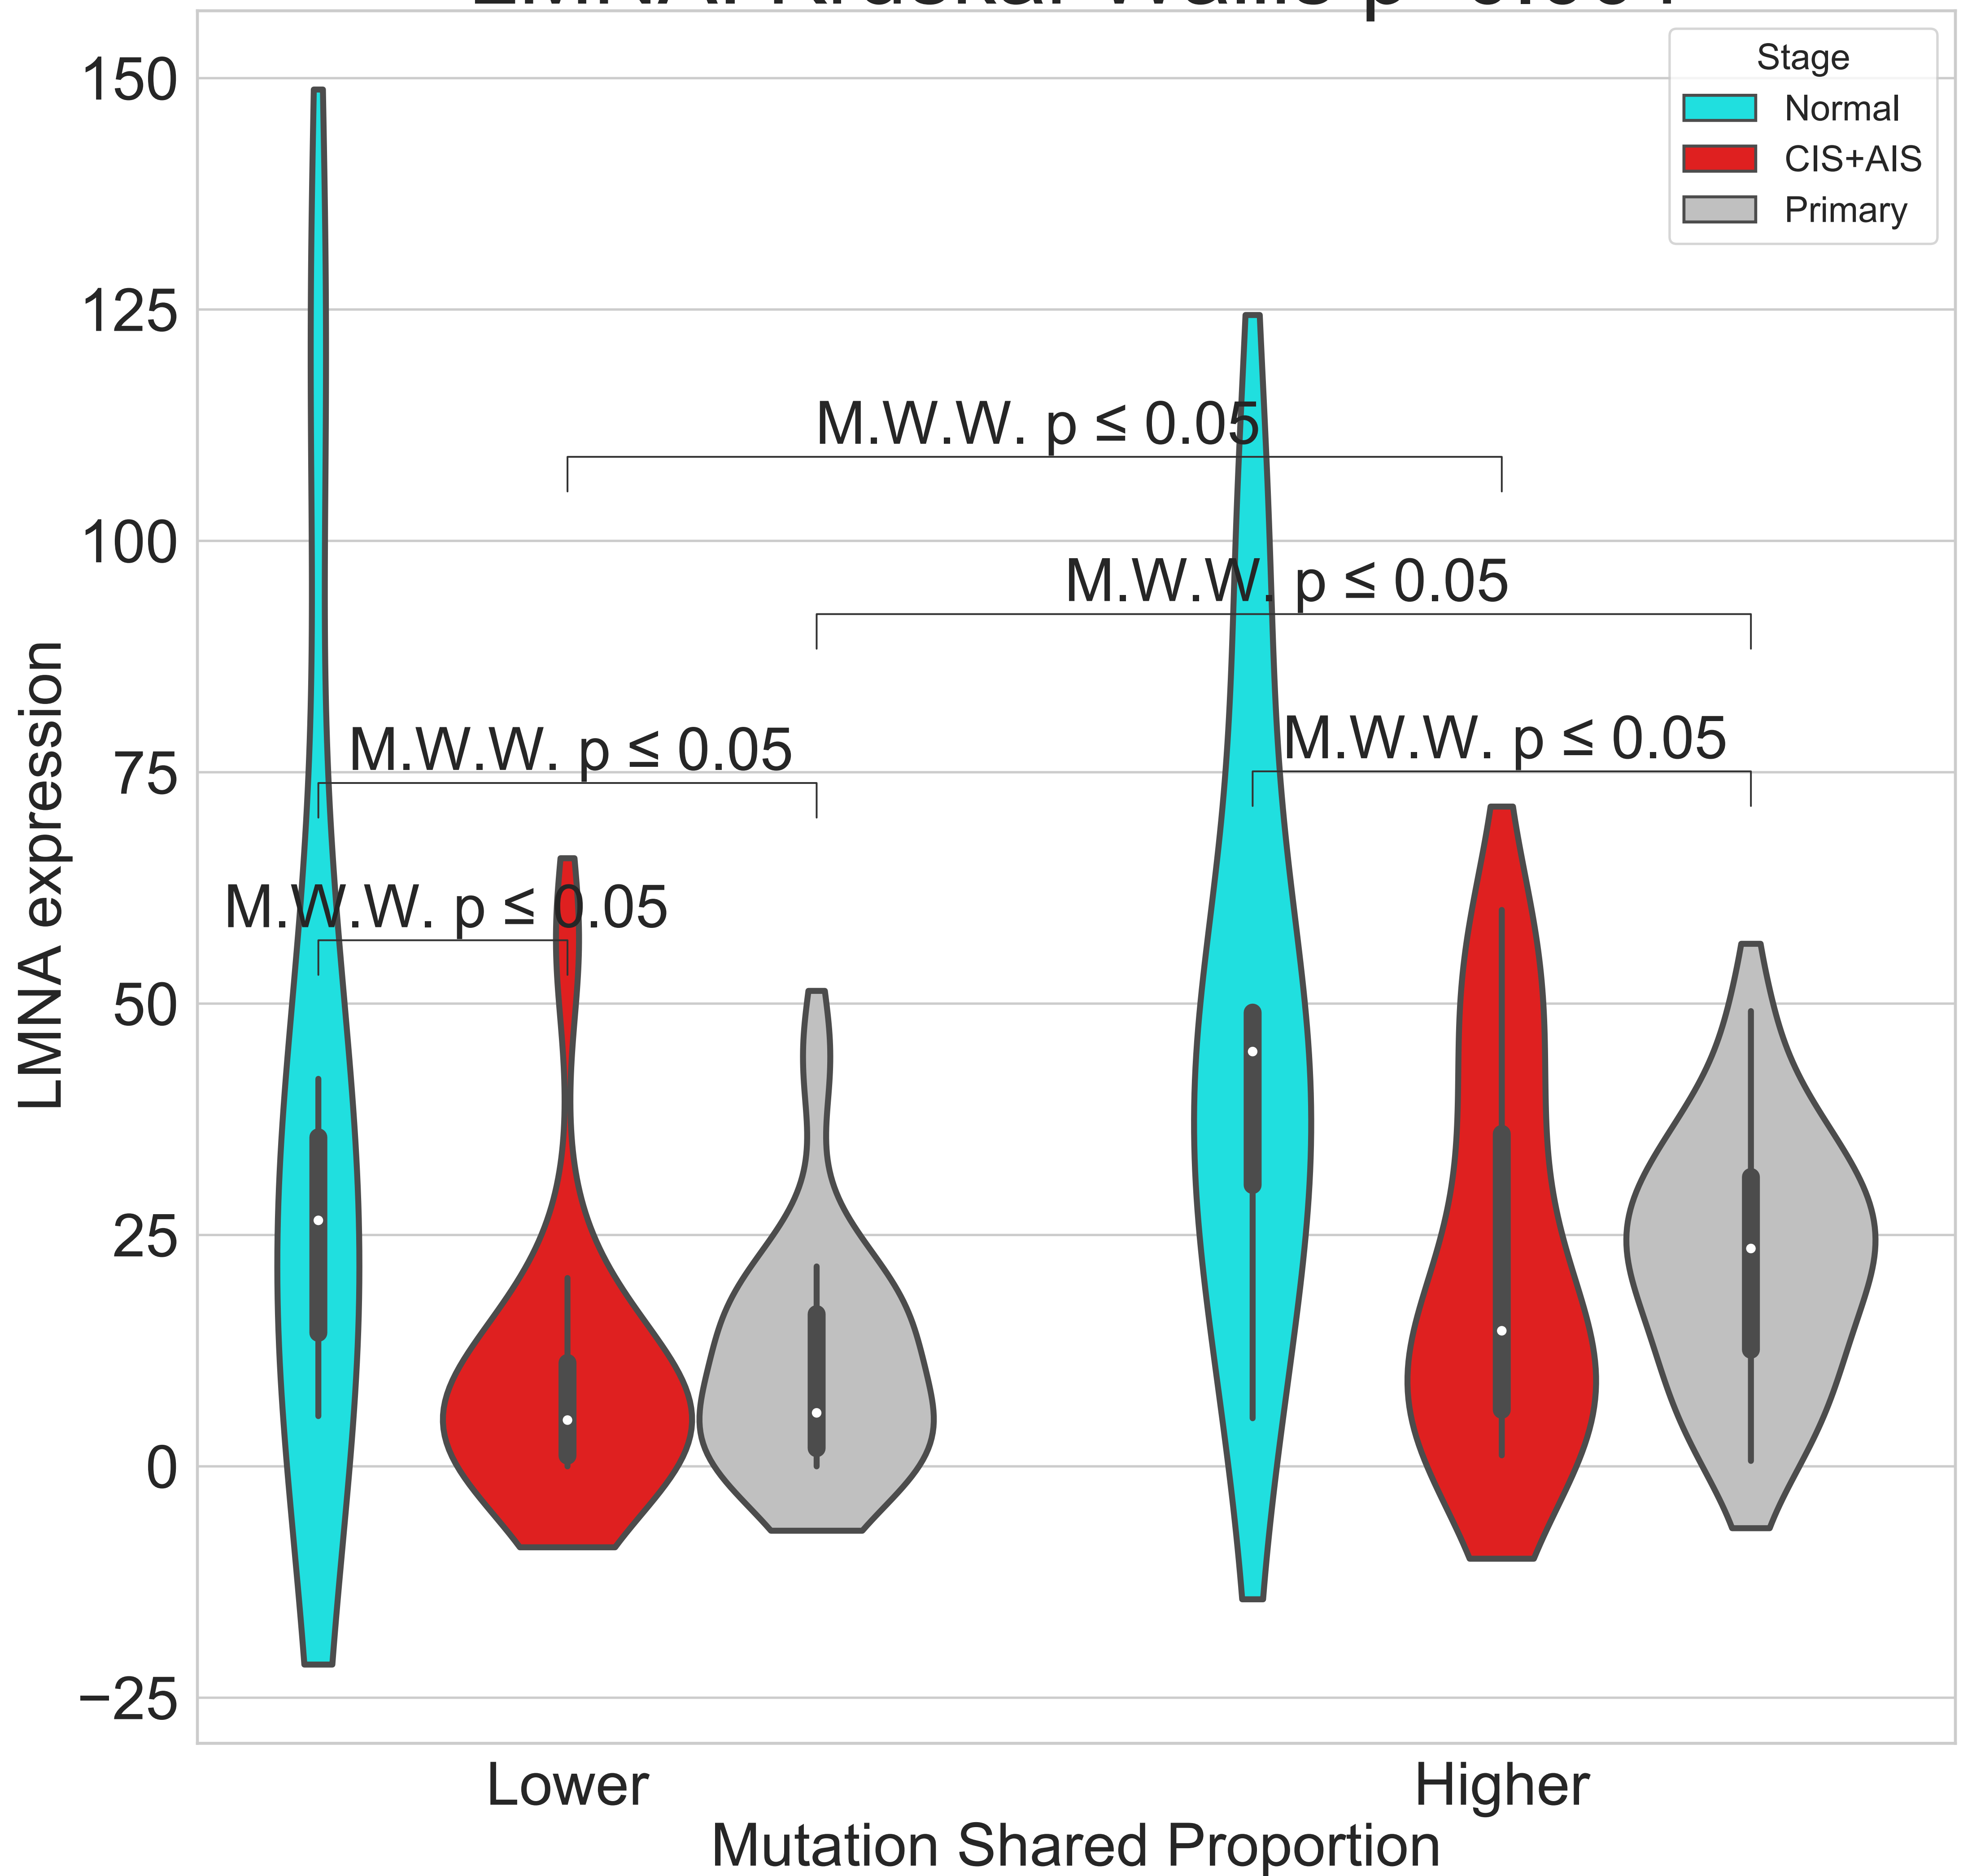 150
125
100
75
50
25
0
−25
LMNA expression
Stage
Normal
CIS+AIS
Primary
M.W.W. p ≤ 0.05
M.W.W. p ≤ 0.05
M.W.W. p ≤ 0.05
M.W.W. p ≤ 0.05
M.W.W. p ≤ 0.05
Lower
Higher
Mutation Shared Proportion